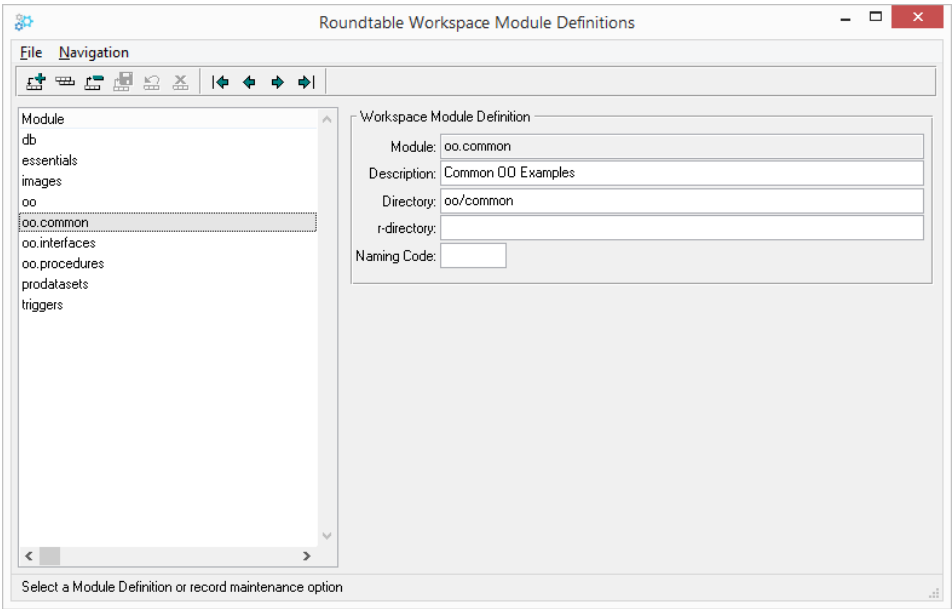 Roundtable Workspace Module Definitions
File Navigation
Module
db
essentials
images
oo
oo.common
oo.interfaces
oo.procedures
prodatasets
triggers
Workspace Module Definition
Module: oo.common
Description: Common OO Examples
Directory: oo/common
r-directory:
Naming Code:
Select a Module Definition or record maintenance option